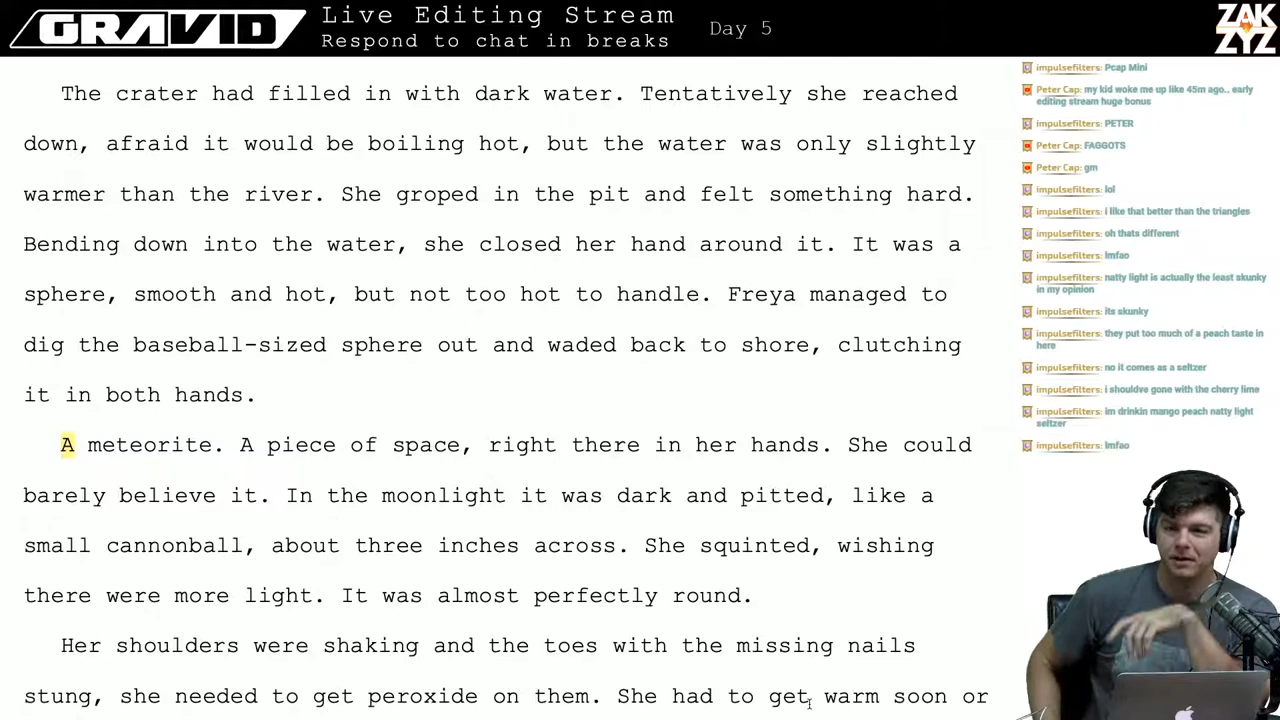 GRAVID
Live Editing Stream
Respond to chat in breaks
Day 5
ZAK
ZYZ
The crater had filled in with dark water. Tentatively she reached
down, afraid it would be boiling hot, but the water was only slightly
warmer than the river. She groped in the pit and felt something hard.
Bending down into the water, she closed her hand around it. It was a
sphere, smooth and hot, but not too hot to handle. Freya managed to
dig the baseball-sized sphere out and waded back to shore, clutching
it in both hands.
A meteorite. A piece of space, right there in her hands. She could
barely believe it. In the moonlight it was dark and pitted, like a
small cannonball, about three inches across. She squinted, wishing
there were more light. It was almost perfectly round.
Her shoulders were shaking and the toes with the missing nails
stung, she needed to get peroxide on them. She had to get warm soon or
impulsefilters: Pcap Mini
Peter Cap: my kid woke me up like 45m ago.. early
editing stream huge bonus
impulsefilters: PETER
Peter Cap: FAGGOTS
Peter Cap: gm
impulsefilters: lol
impulsefilters: i like that better than the triangles
impulsefilters: oh thats different
impulsefilters: lmfao
impulsefilters: natty light is actually the least skunky
in my opinion
impulsefilters: its skunky
impulsefilters: they put too much of a peach taste in
here
impulsefilters: no it comes as a seltzer
impulsefilters: i shouldve gone with the cherry lime
impulsefilters: im drinkin mango peach natty light
seltzer
impulsefilters: lmfao